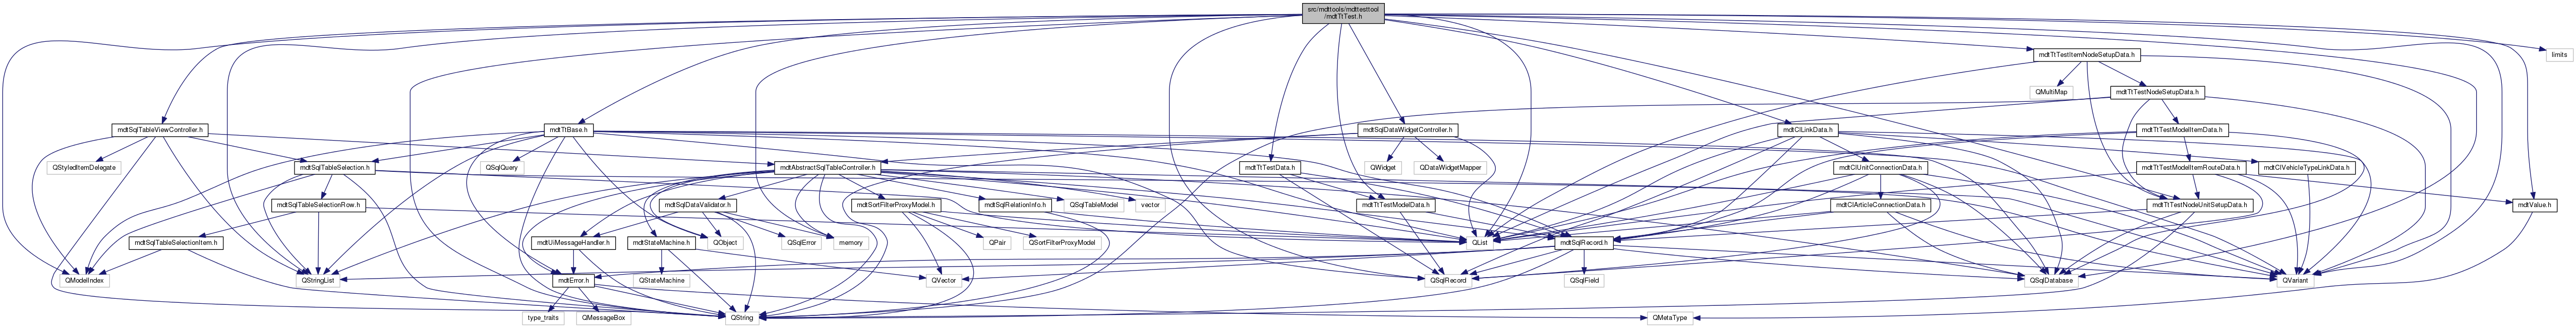 src/mdttools/mdttesttool
/mdtTtTest.h
limits
mdtTtTestItemNodeSetupData.h
QMultiMap
mdtTtTestNodeSetupData.h
mdtSqlTableViewController.h
mdtTtBase.h
mdtSqlDataWidgetController.h
mdtClLinkData.h
mdtTtTestModelItemData.h
QStyledItemDelegate
mdtSqlTableSelection.h
QSqlQuery
mdtAbstractSqlTableController.h
mdtTtTestData.h
QWidget
QDataWidgetMapper
mdtClUnitConnectionData.h
mdtTtTestModelItemRouteData.h
mdtClVehicleTypeLinkData.h
mdtSqlTableSelectionRow.h
mdtSqlDataValidator.h
mdtSortFilterProxyModel.h
mdtSqlRelationInfo.h
QSqlTableModel
vector
mdtTtTestModelData.h
mdtClArticleConnectionData.h
mdtTtTestNodeUnitSetupData.h
mdtValue.h
mdtSqlTableSelectionItem.h
mdtUiMessageHandler.h
mdtStateMachine.h
QObject
QSqlError
memory
QPair
QSortFilterProxyModel
QList
mdtSqlRecord.h
QModelIndex
QStringList
mdtError.h
QStateMachine
QVector
QSqlRecord
QSqlField
QSqlDatabase
QVariant
type_traits
QMessageBox
QString
QMetaType